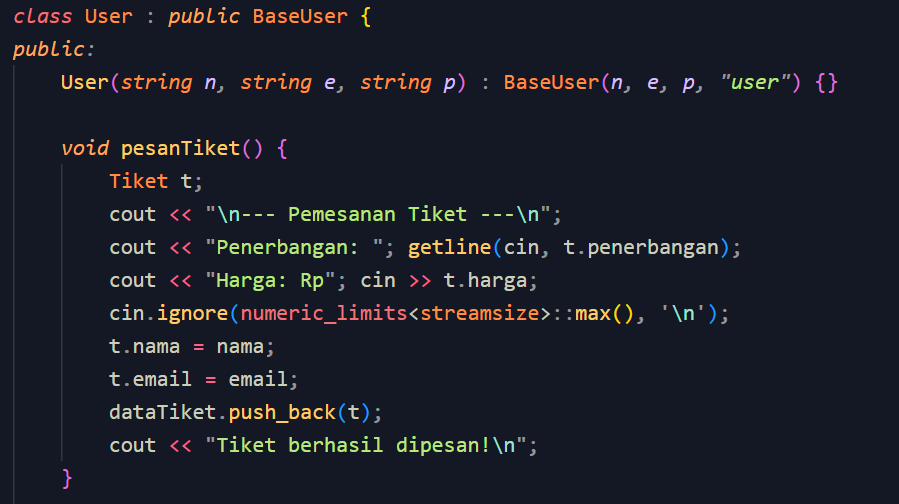 class User : public BaseUser {
public:
    User(string n, string e, string p) : BaseUser(n, e, p, "user") {}

    void pesanTiket() {
        Tiket t;
        cout << "\n--- Pemesanan Tiket ---\n";
        cout << "Penerbangan: "; getline(cin, t.penerbangan);
        cout << "Harga: Rp"; cin >> t.harga;
        cin.ignore(numeric_limits<streamsize>::max(), '\n');
        t.nama = nama;
        t.email = email;
        dataTiket.push_back(t);
        cout << "Tiket berhasil dipesan!\n";
    }